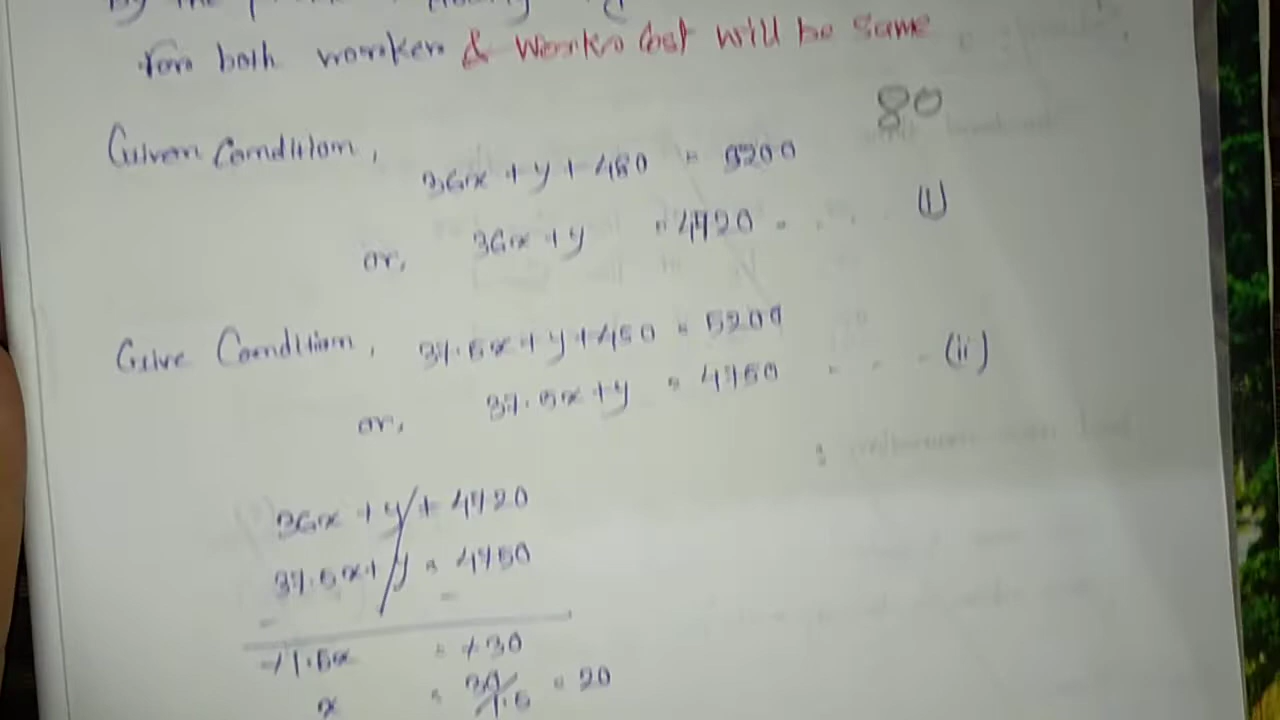 for both workers & Works Cost will be same
80
Given Condition, 36x + y + 480 = 5200
or, 36x + y = 4720 - . . . (i)
Give Condition, 37.5x + y + 450 = 5200
or, 37.5x + y = 4750 . . . (ii)
36x + y + 4720
37.5x + y = 4750
- -
-1.5x = -30
x = 30/1.5 = 20